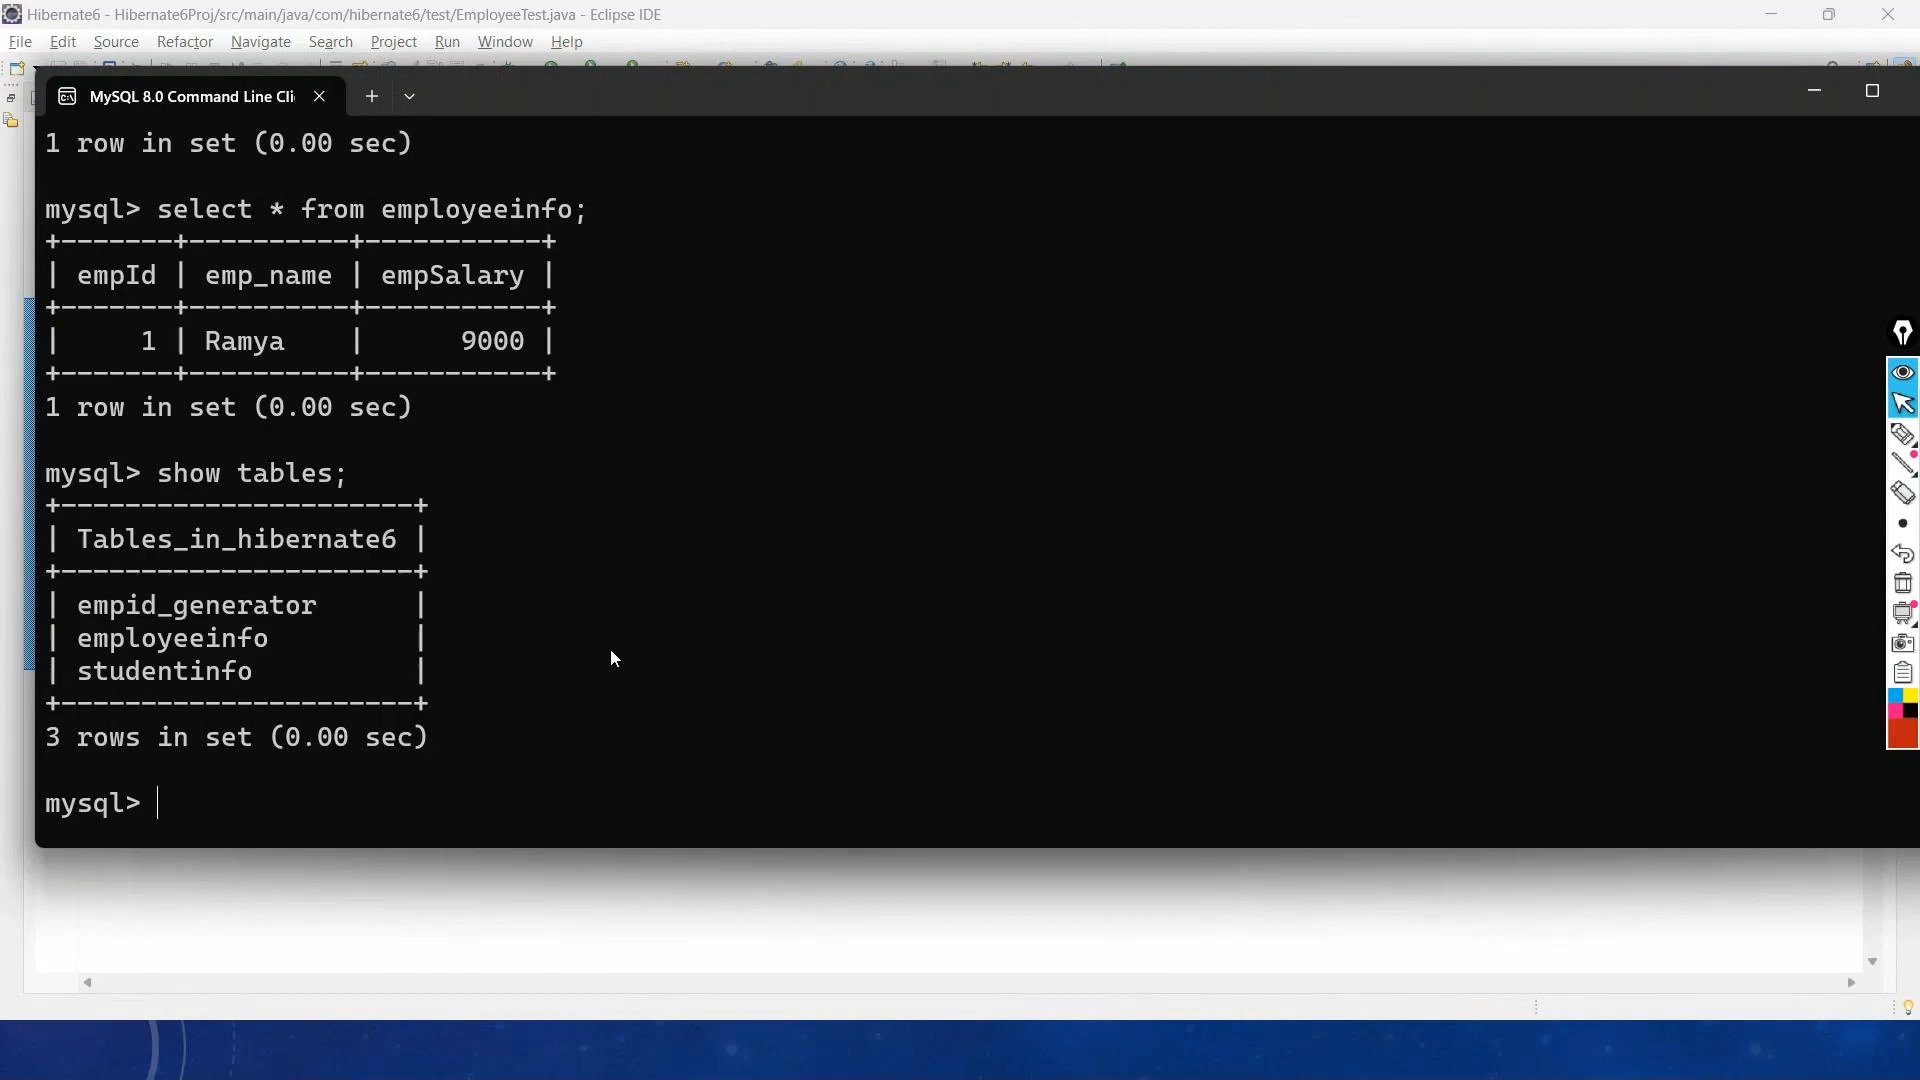 Hibernate6 - Hibernate6Proj/src/main/java/com/hibernate6/test/EmployeeTest.java - Eclipse IDE
File Edit Source Refactor Navigate Search Project Run Window Help
MySQL 8.0 Command Line Cli
1 row in set (0.00 sec)
mysql> select * from employeeinfo;
+-------+----------+-----------+
| empId | emp_name | empSalary |
+-------+----------+-----------+
|     1 | Ramya    |      9000 |
+-------+----------+-----------+
1 row in set (0.00 sec)
mysql> show tables;
+----------------------+
| Tables_in_hibernate6 |
+----------------------+
| empid_generator      |
| employeeinfo         |
| studentinfo          |
+----------------------+
3 rows in set (0.00 sec)
mysql>